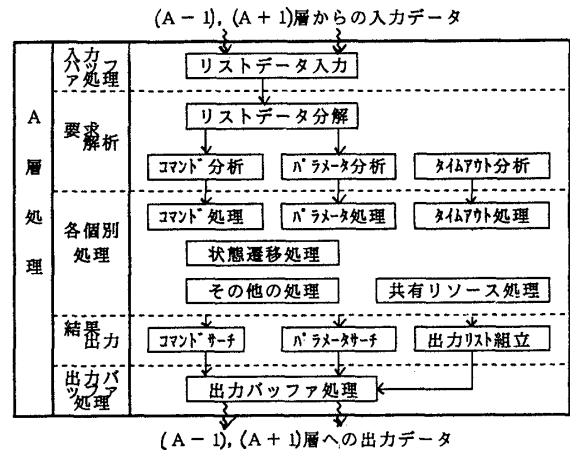 (A－1), (A＋1)層からの入力データ
A層処理
入力バッファ処理
リストデータ入力
要求解析
リストデータ分解
コマンド分析
パラメータ分析
タイムアウト分析
各個別処理
コマンド処理
パラメータ処理
タイムアウト処理
状態遷移処理
その他の処理
共有リソース処理
結果出力
コマンドサーチ
パラメータサーチ
出力リスト組立
出力バッファ処理
出力バッファ処理
(A－1), (A＋1)層への出力データ